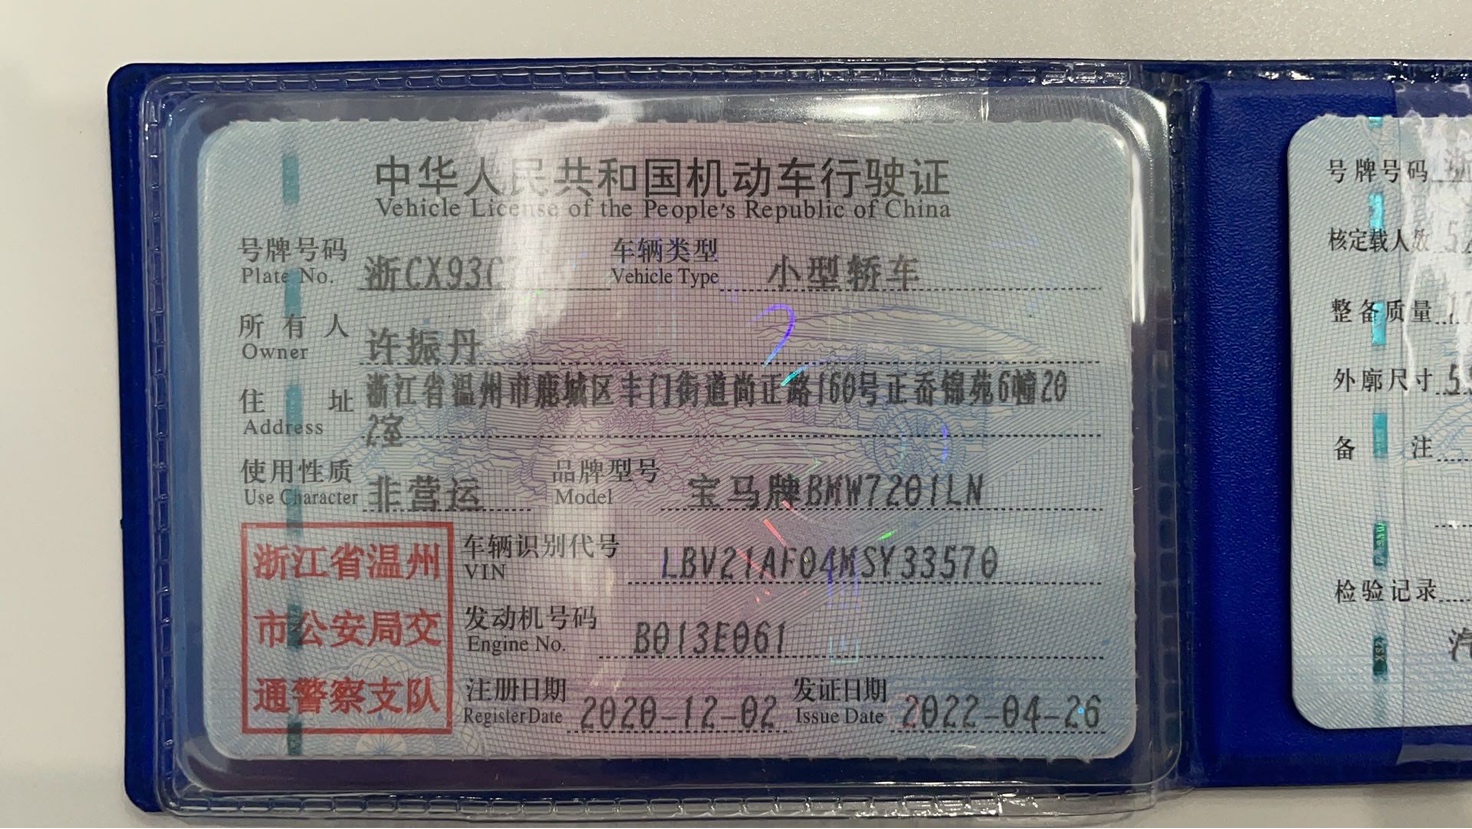 中华人民共和国机动车行驶证
Vehicle License of the People's Republic of China
号牌号码 浙CX93C 车辆类型 小型轿车
Plate No. Vehicle Type
所有人 许振丹
Owner
住址 浙江省温州市鹿城区丰门街道尚正路160号正岙锦苑6幢20
Address 2室
使用性质 非营运 品牌型号 宝马牌BMW7201LN
Use Character Model
浙江省温州
市公安局交
通警察支队
车辆识别代号 LBV21AF04MSY33570
VIN
发动机号码 B013E061
Engine No.
注册日期 2020-12-02 发证日期 2022-04-26
Register Date Issue Date
号牌号码 浙
核定载人数 5
整备质量
外廓尺寸
备注
检验记录